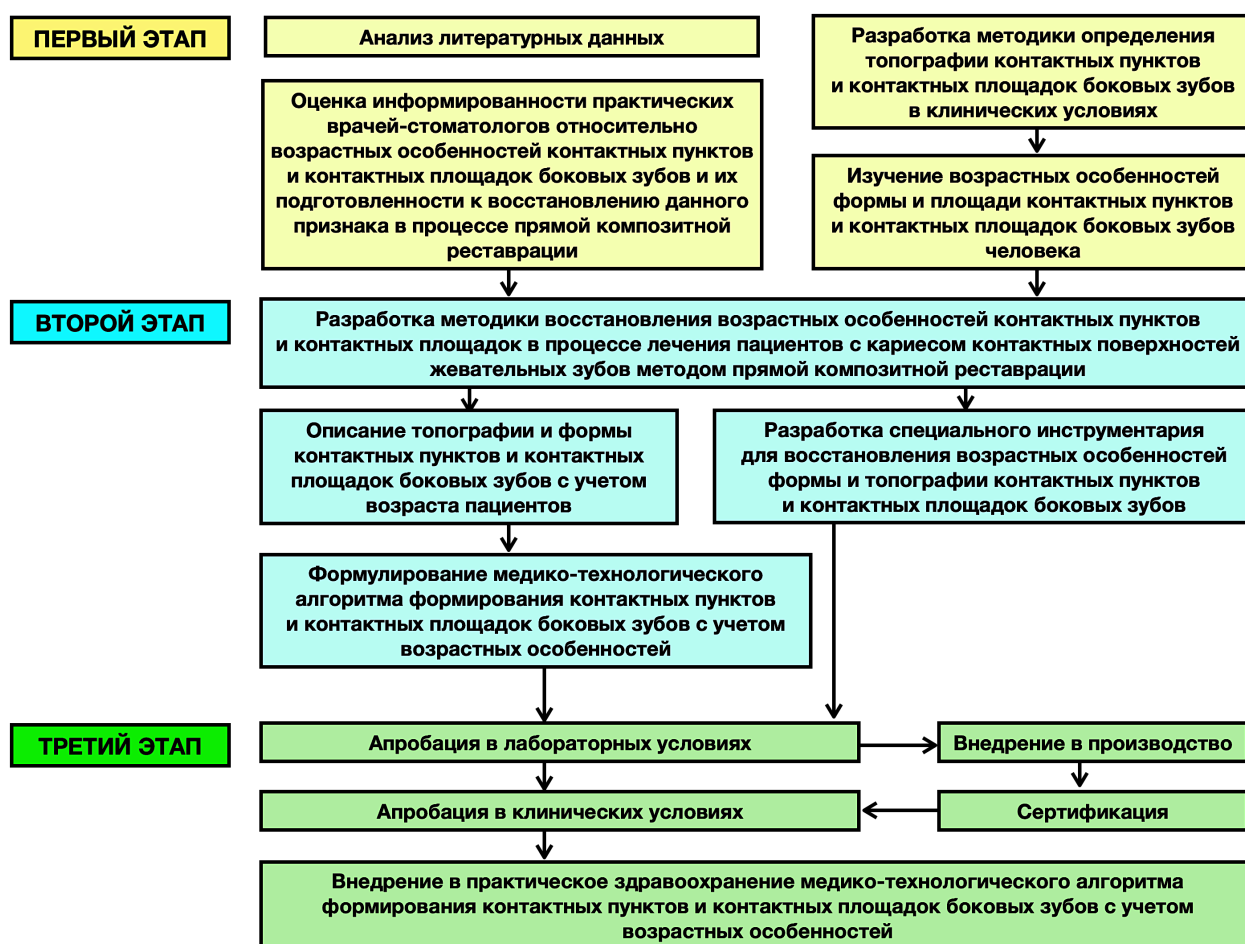 ПЕРВЫЙ ЭТАП
Анализ литературных данных
Оценка информированности практических
врачей-стоматологов относительно
возрастных особенностей контактных пунктов
и контактных площадок боковых зубов и их
подготовленности к восстановлению данного
признака в процессе прямой композитной
реставрации
Разработка методики определения
топографии контактных пунктов
и контактных площадок боковых зубов
в клинических условиях
Изучение возрастных особенностей
формы и площади контактных пунктов
и контактных площадок боковых зубов
человека
ВТОРОЙ ЭТАП
Разработка методики восстановления возрастных особенностей контактных пунктов
и контактных площадок в процессе лечения пациентов с кариесом контактных поверхностей
жевательных зубов методом прямой композитной реставрации
Описание топографии и формы
контактных пунктов и контактных
площадок боковых зубов с учетом
возраста пациентов
Разработка специального инструментария
для восстановления возрастных особенностей
формы и топографии контактных пунктов
и контактных площадок боковых зубов
Формулирование медико-технологического
алгоритма формирования контактных пунктов
и контактных площадок боковых зубов с учетом
возрастных особенностей
ТРЕТИЙ ЭТАП
Апробация в лабораторных условиях
Внедрение в производство
Апробация в клинических условиях
Сертификация
Внедрение в практическое здравоохранение медико-технологического алгоритма
формирования контактных пунктов и контактных площадок боковых зубов с учетом
возрастных особенностей